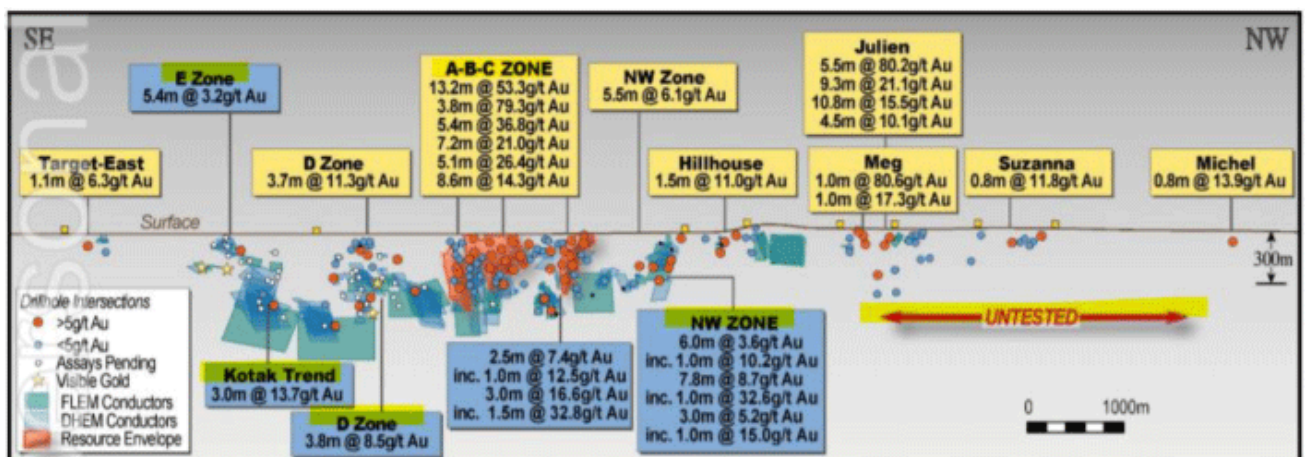 SE
NW
E Zone
5.4m @ 3.2g/t Au
A-B-C ZONE
13.2m @ 53.3g/t Au
3.8m @ 79.3g/t Au
5.4m @ 36.8g/t Au
7.2m @ 21.0g/t Au
5.1m @ 26.4g/t Au
8.6m @ 14.3g/t Au
NW Zone
5.5m @ 6.1g/t Au
Julien
5.5m @ 80.2g/t Au
9.3m @ 21.1g/t Au
10.8m @ 15.5g/t Au
4.5m @ 10.1g/t Au
Target-East
1.1m @ 6.3g/t Au
D Zone
3.7m @ 11.3g/t Au
Hillhouse
1.5m @ 11.0g/t Au
Meg
1.0m @ 80.6g/t Au
1.0m @ 17.3g/t Au
Suzanna
0.8m @ 11.8g/t Au
Michel
0.8m @ 13.9g/t Au
Surface
300m
Drillhole Intersections
>5g/t Au
<5g/t Au
Assays Pending
Visible Gold
FLEM Conductors
DHEM Conductors
Resource Envelope
Kotak Trend
3.0m @ 13.7g/t Au
D Zone
3.8m @ 8.5g/t Au
2.5m @ 7.4g/t Au
inc. 1.0m @ 12.5g/t Au
3.0m @ 16.6g/t Au
inc. 1.5m @ 32.8g/t Au
NW ZONE
6.0m @ 3.6g/t Au
inc. 1.0m @ 10.2g/t Au
7.8m @ 8.7g/t Au
inc. 1.0m @ 32.6g/t Au
3.0m @ 5.2g/t Au
inc. 1.0m @ 15.0g/t Au
UNTESTED
0 1000m
rsonal